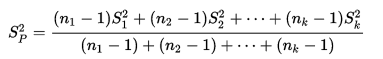 $$S_P^2 = \frac{(n_1 - 1)S_1^2 + (n_2 - 1)S_2^2 + \cdots + (n_k - 1)S_k^2}{(n_1 - 1) + (n_2 - 1) + \cdots + (n_k - 1)}$$